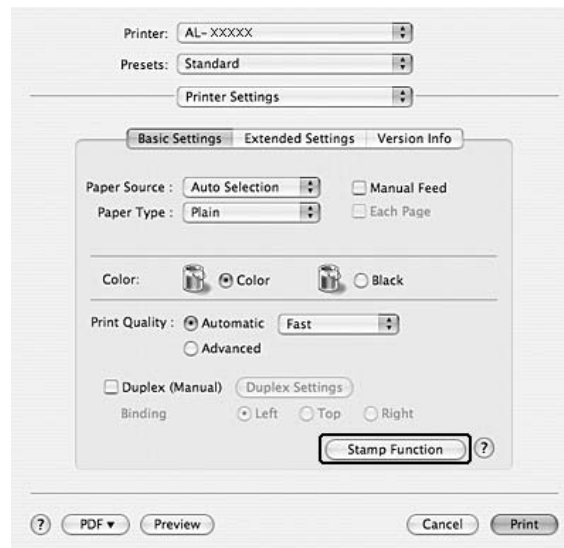 Printer: AL- XXXXX
Presets: Standard
Printer Settings
Basic Settings Extended Settings Version Info
Paper Source : Auto Selection Manual Feed
Paper Type : Plain Each Page
Color: Color Black
Print Quality : Automatic Fast
Advanced
Duplex (Manual) Duplex Settings
Binding Left Top Right
Stamp Function ?
? PDF Preview Cancel Print